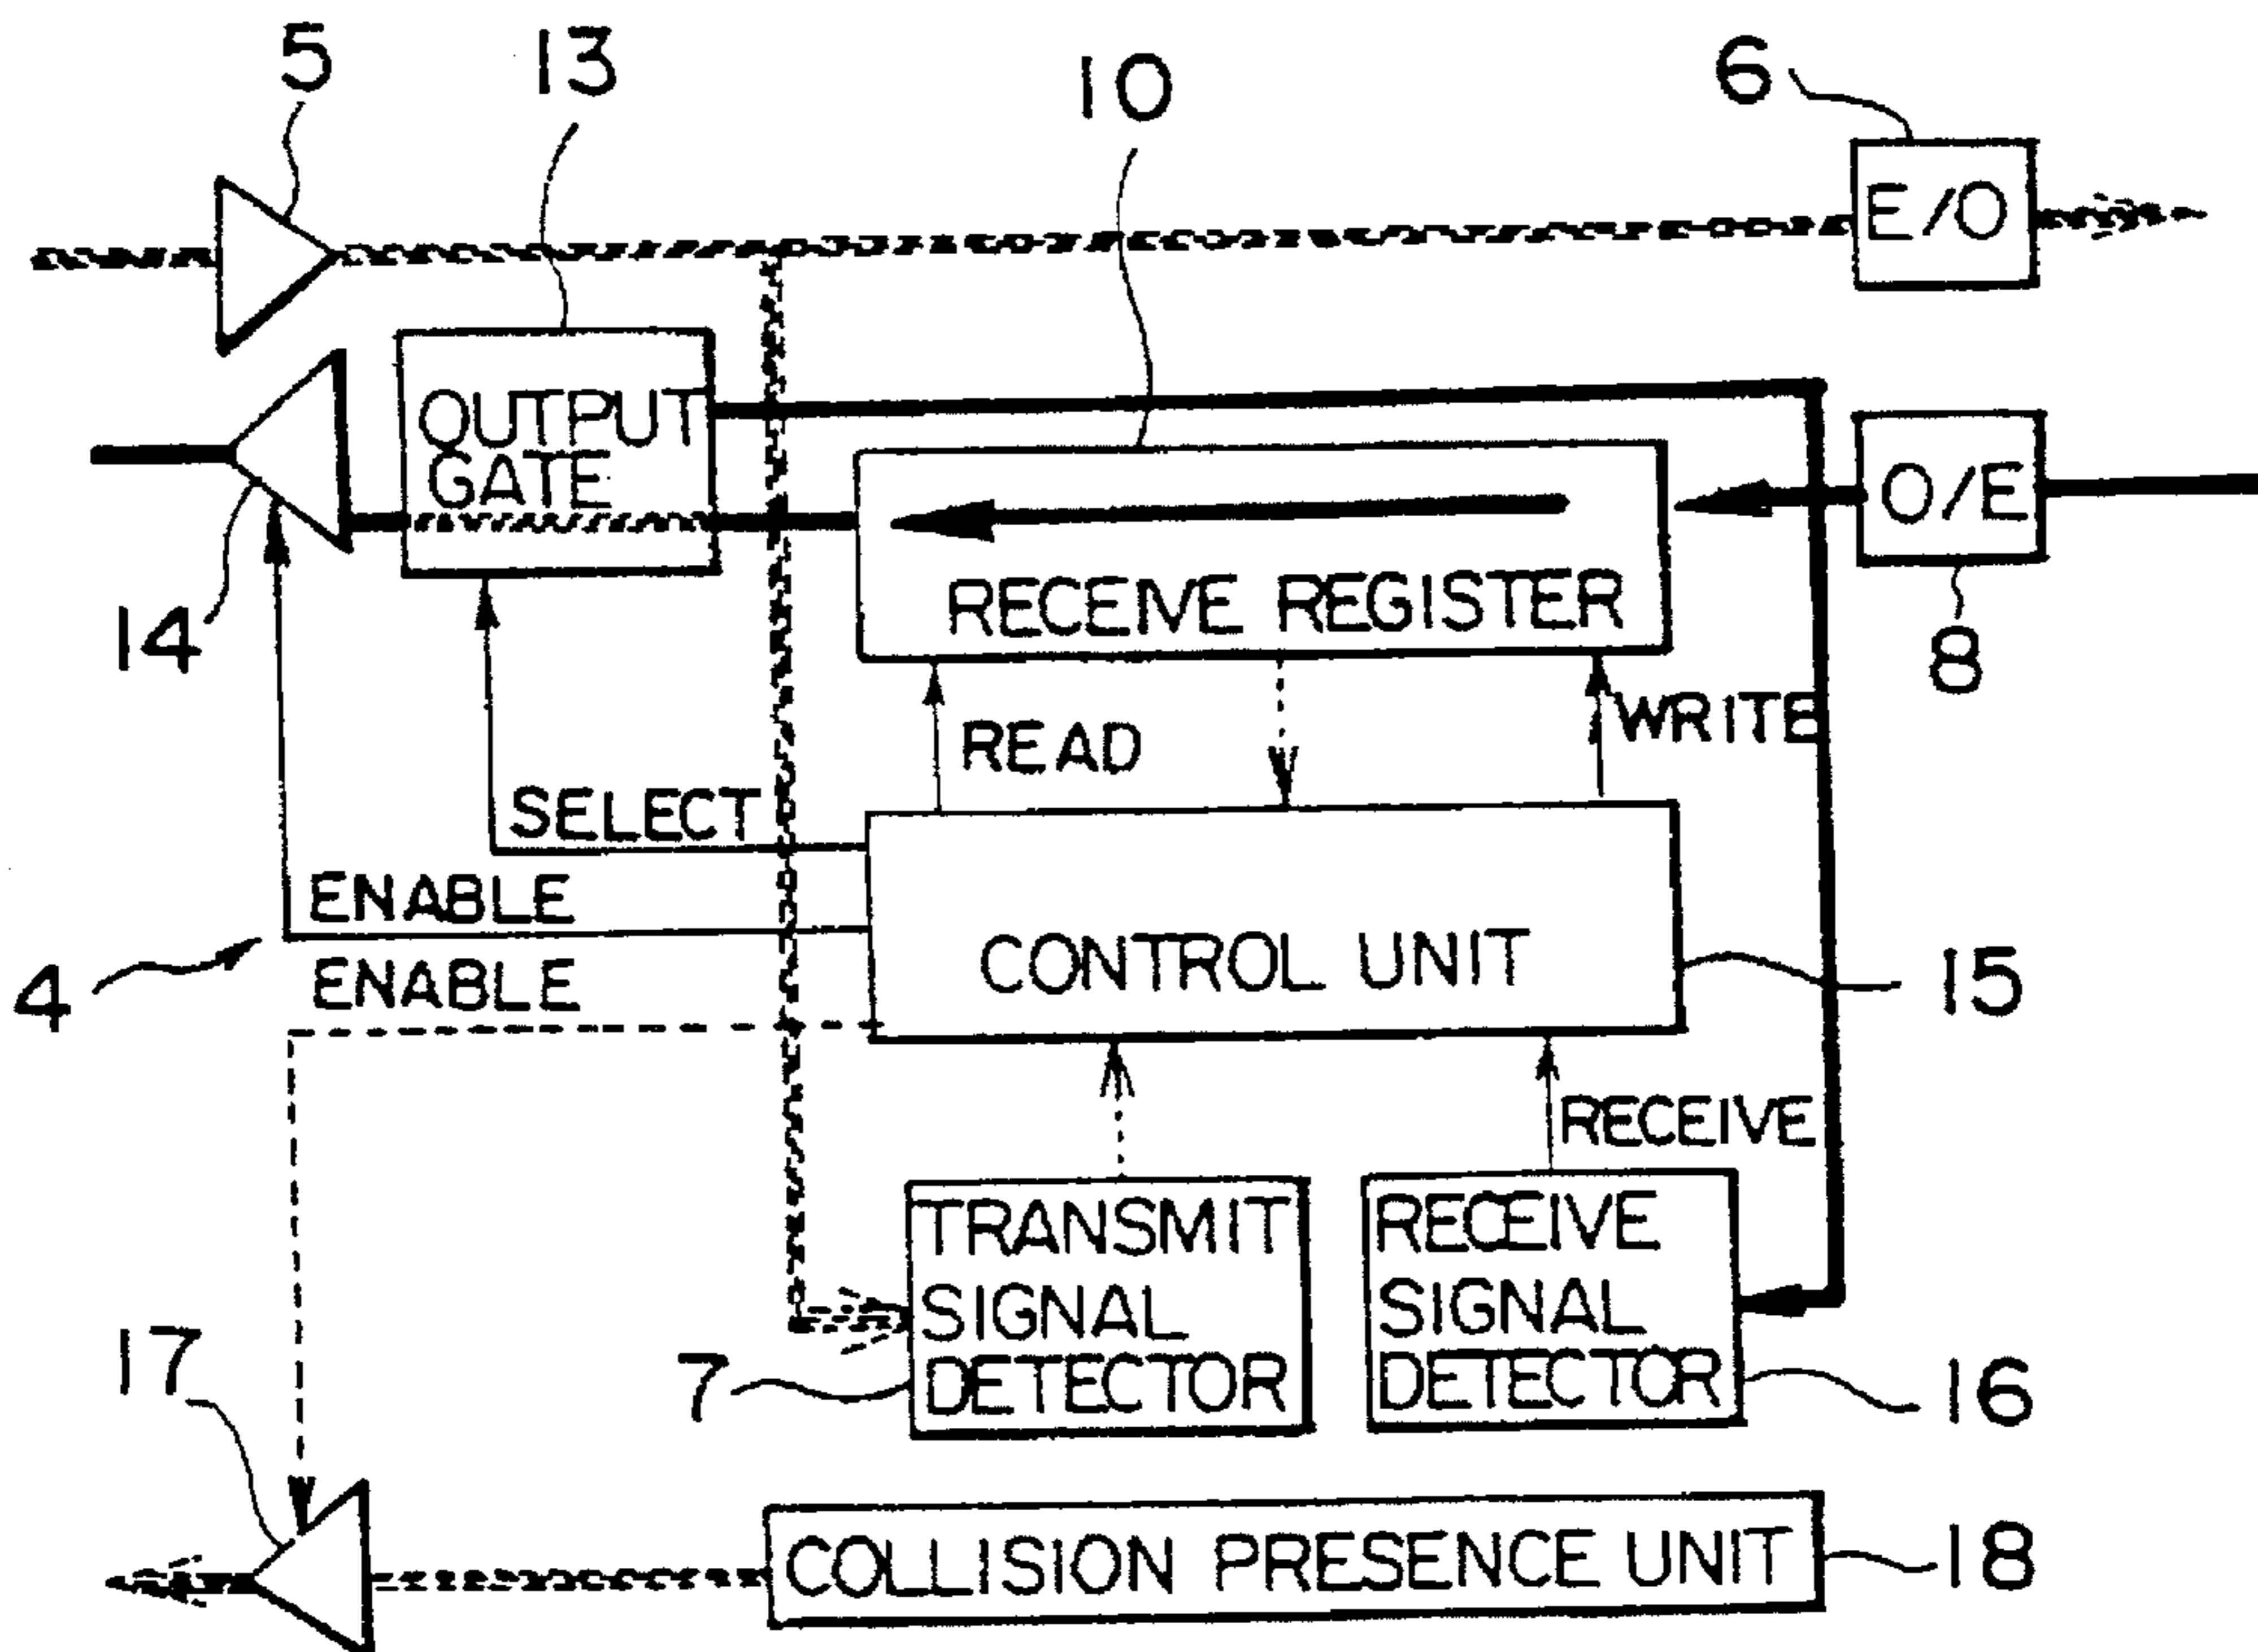 5
13
10
6
E/O
OUTPUT
GATE
O/E
RECEIVE REGISTER
14
8
READ
WRITE
SELECT
ENABLE
4
ENABLE
CONTROL UNIT
15
RECEIVE
TRANSMIT
SIGNAL
DETECTOR
RECEIVE
SIGNAL
DETECTOR
17
7
16
COLLISION PRESENCE UNIT
18